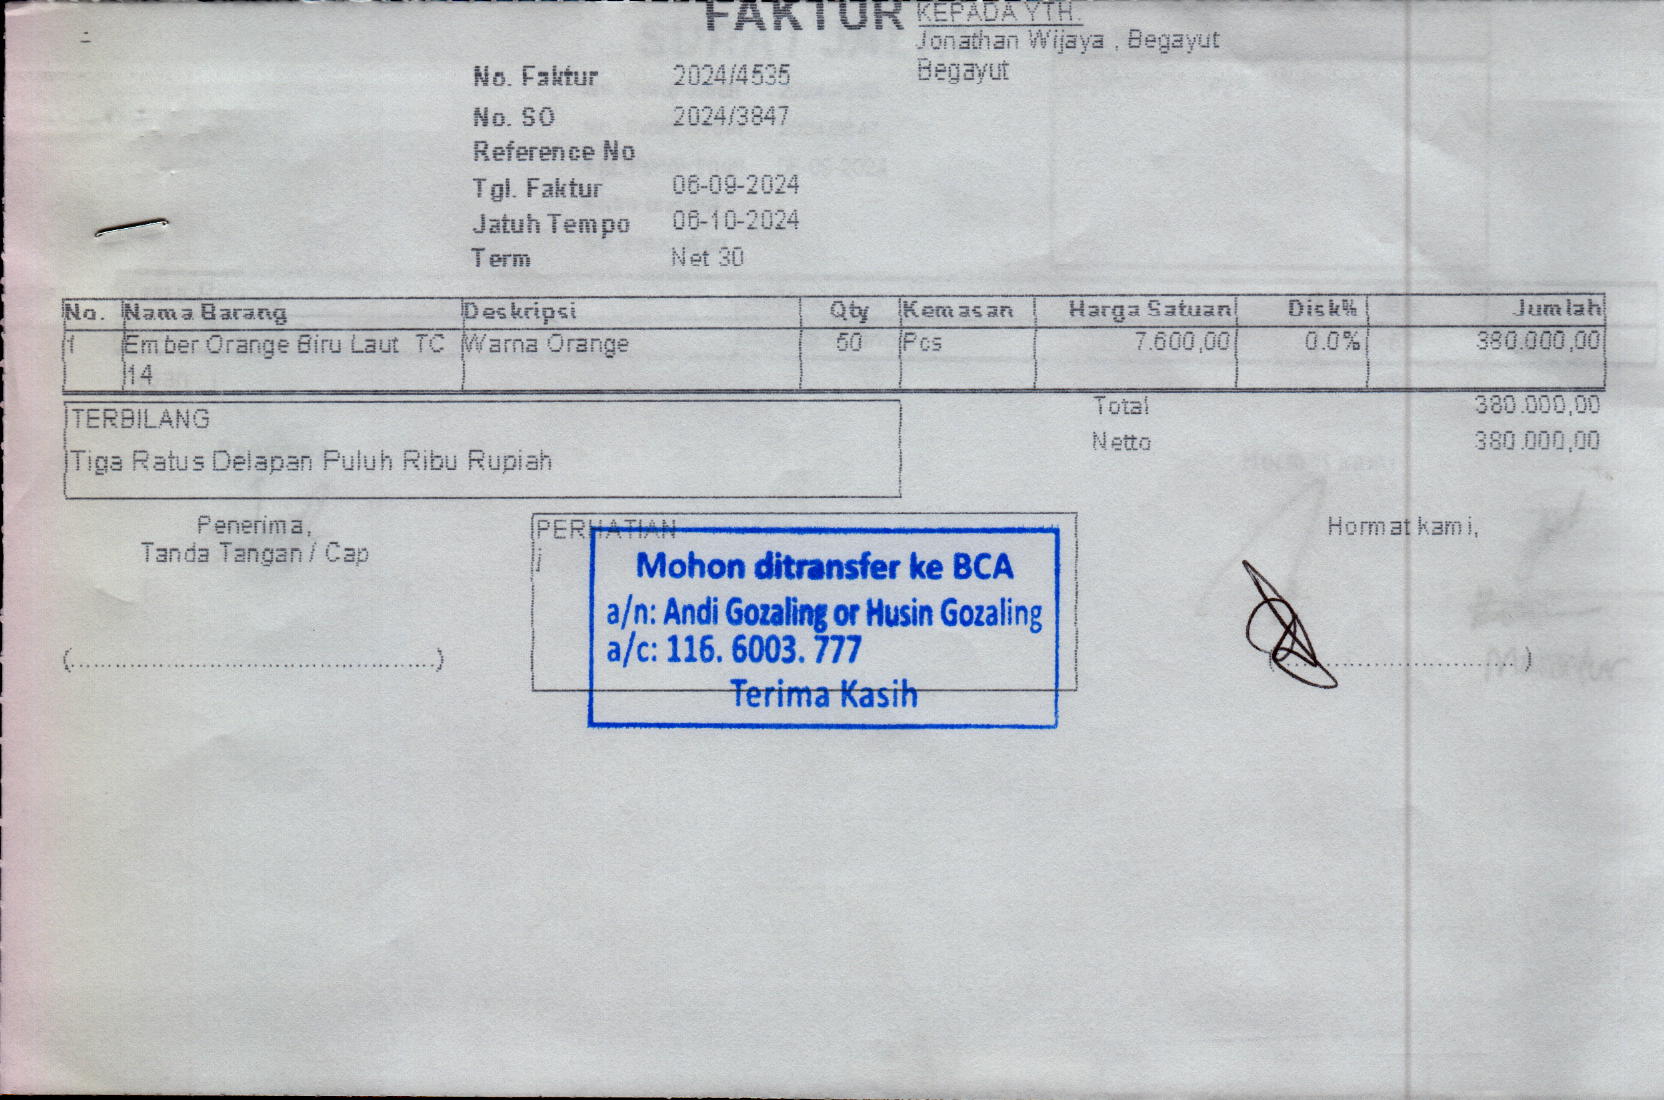 FAKTUR
KEPADA YTH.
Jonathan Wijaya , Begayut
Begayut
No. Faktur 2024/4535
No. SO 2024/3847
Reference No
Tgl. Faktur 06-09-2024
Jatuh Tempo 06-10-2024
Term Net 30
No. Nama Barang Deskripsi Qty Kemasan Harga Satuan Disk% Jumlah
1 Ember Orange Biru Laut TC Warna Orange 50 Pcs 7.600,00 0.0% 380.000,00
14
Total 380.000,00
Netto 380.000,00
TERBILANG
Tiga Ratus Delapan Puluh Ribu Rupiah
Penerima,
Tanda Tangan / Cap
(............................................)
PERHATIAN
i
Mohon ditransfer ke BCA
a/n: Andi Gozaling or Husin Gozaling
a/c: 116. 6003. 777
Terima Kasih
Hormat kami,
(................................)